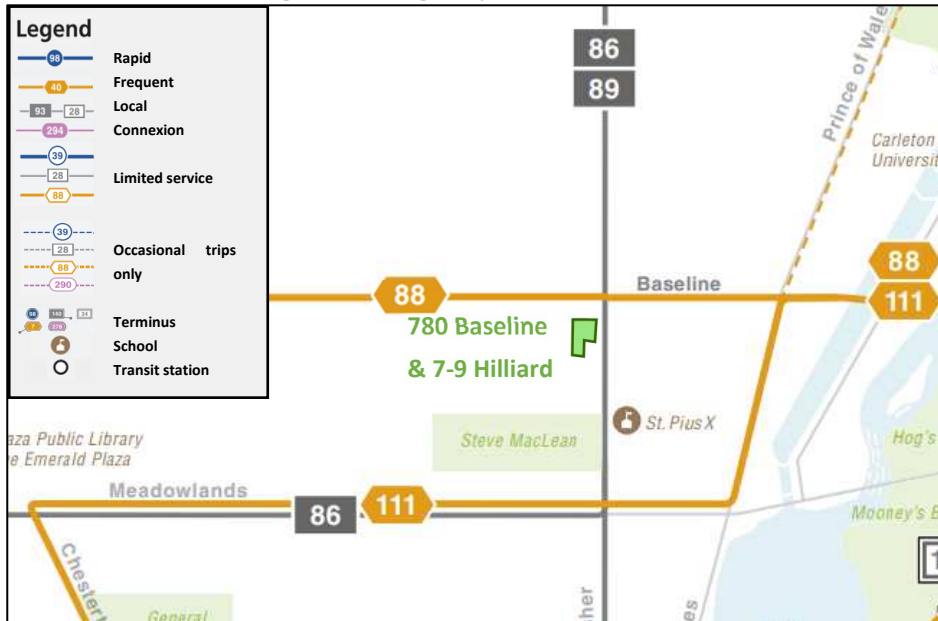 Legend
98 Rapid
40 Frequent
93 28 Local
294 Connexion
39
28 Limited service
88
39
28 Occasional trips
88 only
290
Terminus
School
Transit station
86
89
Prince of Wale
Carleton
Universit
88
111
Baseline
88
780 Baseline
& 7-9 Hilliard
St. Pius X
Steve MacLean
Hog's
aza Public Library
e Emerald Plaza
Meadowlands
86
111
Mooney's B
1
Chestert
General
her
es